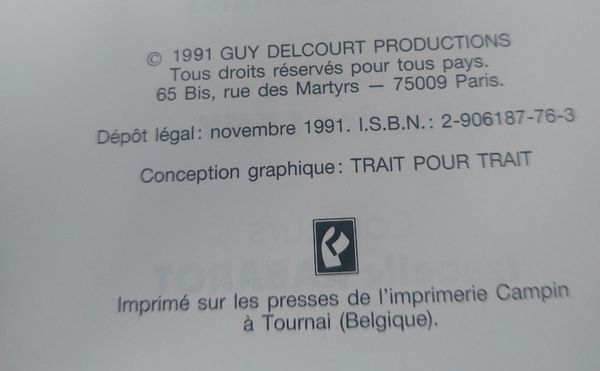 © 1991 GUY DELCOURT PRODUCTIONS
Tous droits réservés pour tous pays.
65 Bis, rue des Martyrs — 75009 Paris.
Dépôt légal : novembre 1991. I.S.B.N. : 2-906187-76-3
Conception graphique : TRAIT POUR TRAIT
Imprimé sur les presses de l'imprimerie Campin
à Tournai (Belgique).